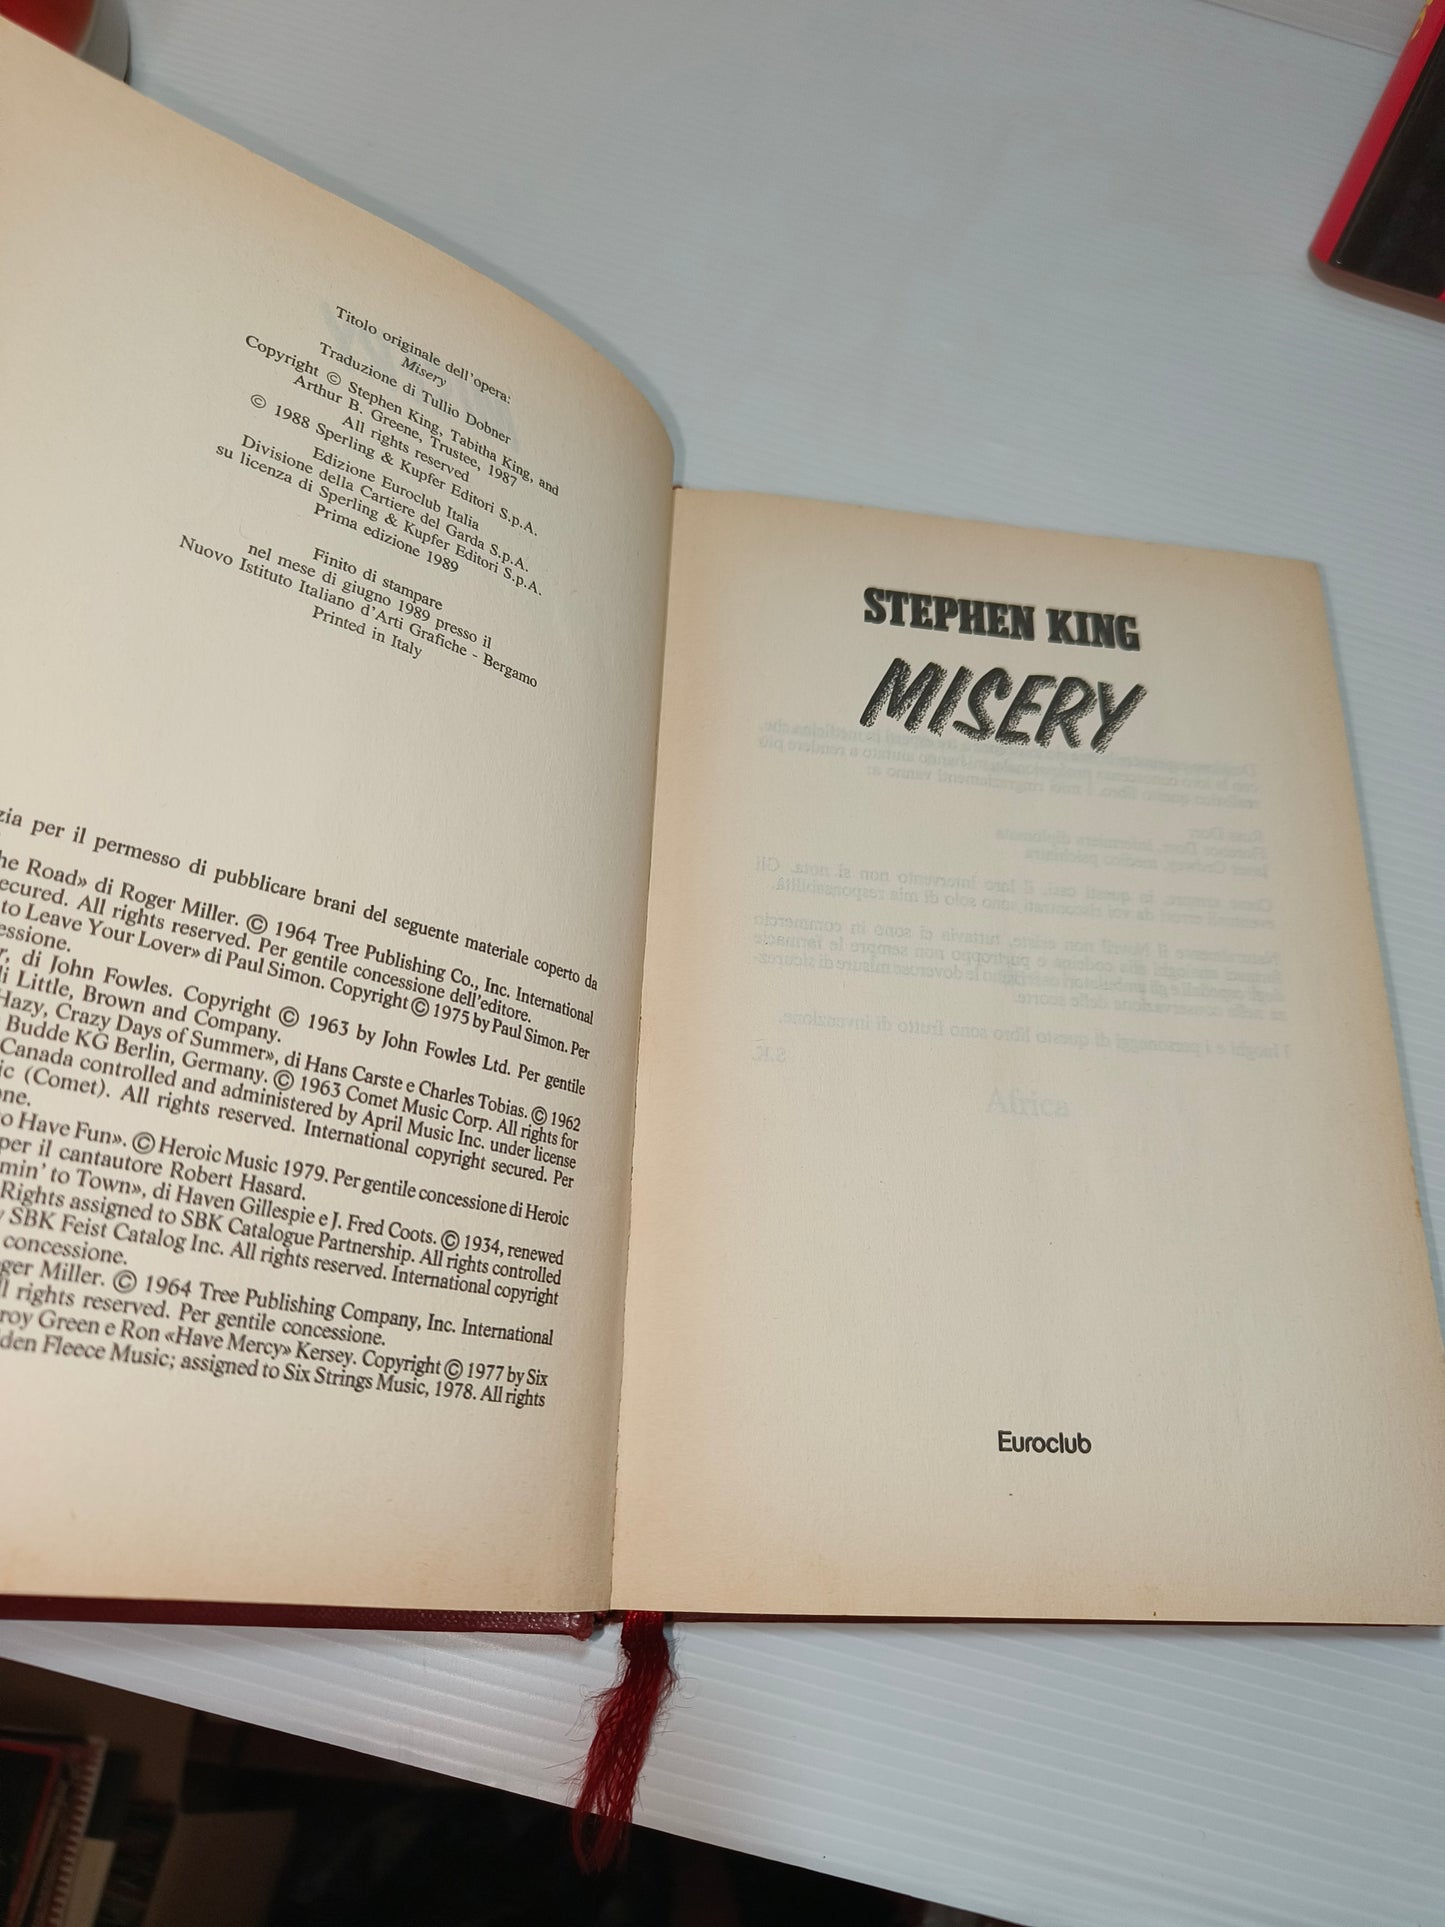 Titolo originale dell'opera:
Misery
Traduzione di Tullio Dobner
Copyright © Stephen King, Tabitha King, and
Arthur B. Greene, Trustee, 1987
All rights reserved
© 1988 Sperling & Kupfer Editori S.p.A.
Edizione Euroclub Italia
Divisione della Cartiere del Garda S.p.A.
su licenza di Sperling & Kupfer Editori S.p.A.
Prima edizione 1989
Finito di stampare
nel mese di giugno 1989 presso il
Nuovo Istituto Italiano d'Arti Grafiche - Bergamo
Printed in Italy
per il permesso di pubblicare brani del seguente materiale coperto da
Road» di Roger Miller. © 1964 Tree Publishing Co., Inc. International
All rights reserved. Per gentile concessione dell'editore.
to Leave Your Lover» di Paul Simon. Copyright © 1975 by Paul Simon. Per
di John Fowles. Copyright © 1963 by John Fowles Ltd. Per gentile
Little, Brown and Company.
Hazy, Crazy Days of Summer», di Hans Carste e Charles Tobias. © 1962
Budde KG Berlin, Germany. © 1963 Comet Music Corp. All rights for
Canada controlled and administered by April Music Inc. under license
(Comet). All rights reserved. International copyright secured. Per
Have Fun». © Heroic Music 1979. Per gentile concessione di Heroic
per il cantautore Robert Hasard.
to Town», di Haven Gillespie e J. Fred Coots. © 1934, renewed
Rights assigned to SBK Catalogue Partnership. All rights controlled
SBK Feist Catalog Inc. All rights reserved. International copyright
concessione.
Miller. © 1964 Tree Publishing Company, Inc. International
rights reserved. Per gentile concessione.
Green e Ron «Have Mercy» Kersey. Copyright © 1977 by Six
Fleece Music; assigned to Six Strings Music, 1978. All rights
STEPHEN KING
MISERY
Africa
Euroclub